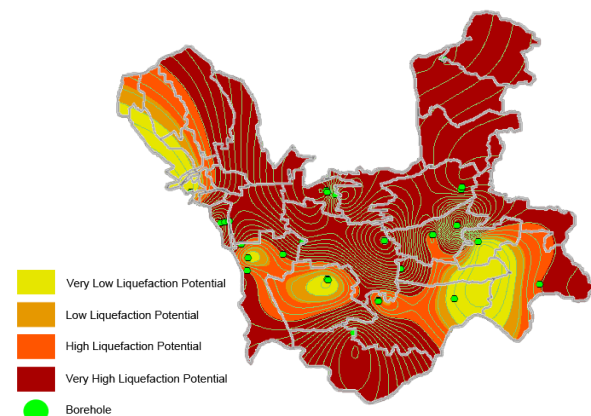 Very Low Liquefaction Potential
Low Liquefaction Potential
High Liquefaction Potential
Very High Liquefaction Potential
Borehole